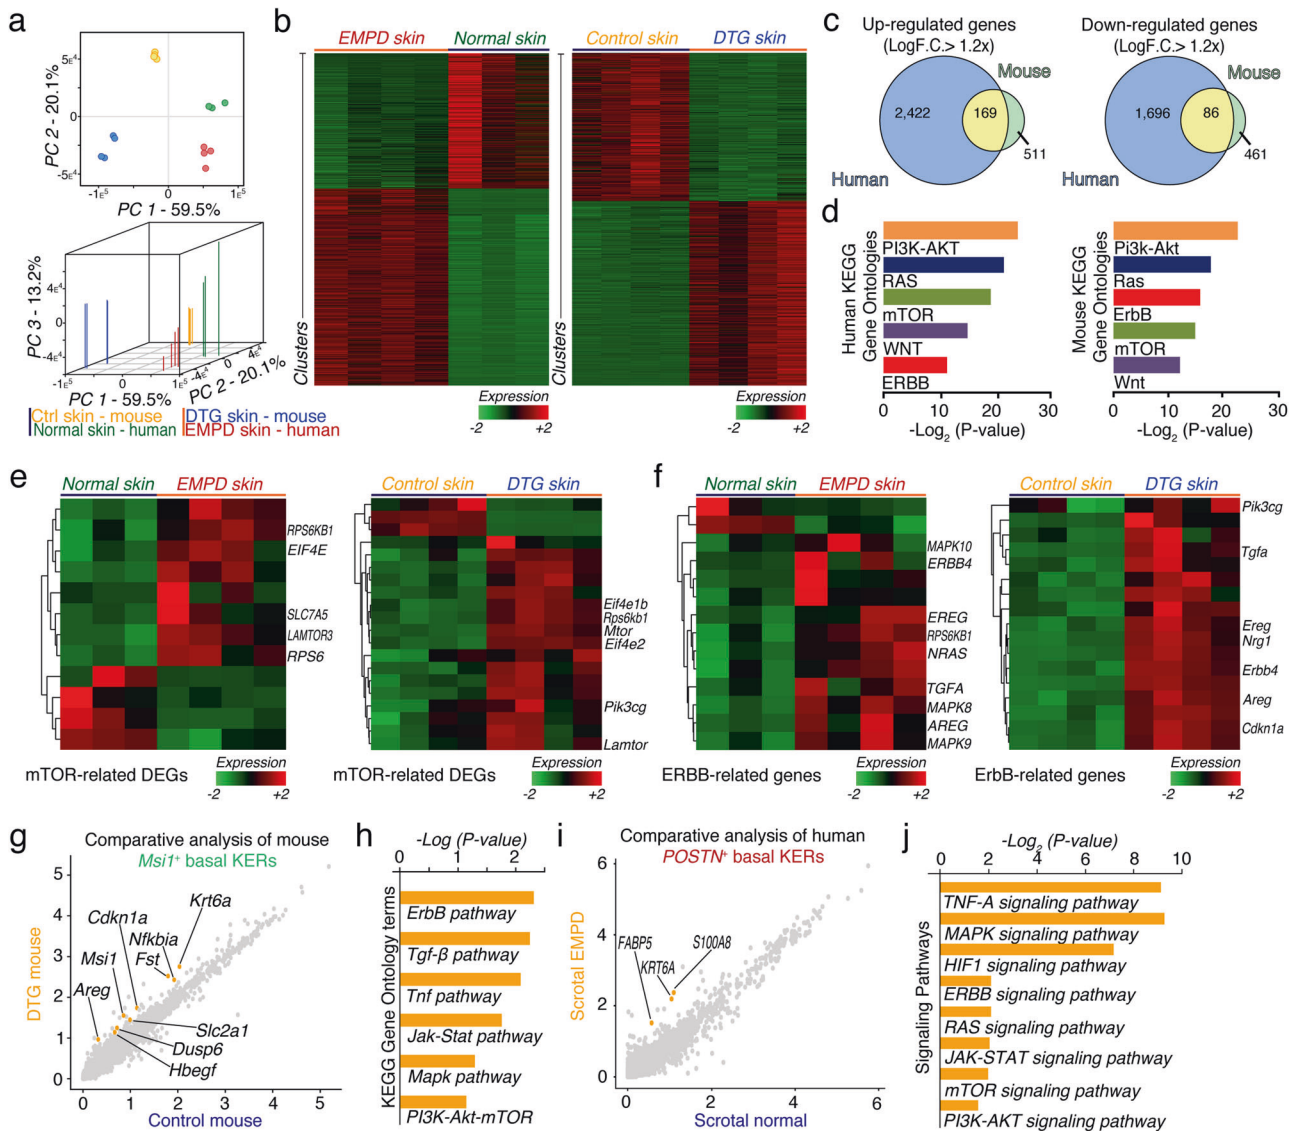 a
5E⁴
0
-5E⁴
PC 2 - 20.1%
-1E⁵
0
1E⁵
PC 1 - 59.5%
4E⁴
0
-4E⁴
PC 3 - 13.2%
-1E⁵
0
1E⁵
PC 1 - 59.5%
-4E⁴
0
4E⁴
PC 2 - 20.1%
Ctrl skin - mouse
DTG skin - mouse
Normal skin - human
EMPD skin - human
b
EMPD skin
Normal skin
Control skin
DTG skin
Clusters
Clusters
Expression
-2
+2
Expression
-2
+2
c
Up-regulated genes
(LogF.C.> 1.2x)
Mouse
2,422
169
511
Human
Down-regulated genes
(LogF.C.> 1.2x)
Mouse
1,696
86
461
Human
d
Human KEGG
Gene Ontologies
PI3K-AKT
RAS
mTOR
WNT
ERBB
0
10
20
30
-Log₂ (P-value)
Mouse KEGG
Gene Ontologies
Pi3k-Akt
Ras
ErbB
mTOR
Wnt
0
10
20
30
-Log₂ (P-value)
e
Normal skin
EMPD skin
RPS6KB1
EIF4E
SLC7A5
LAMTOR3
RPS6
mTOR-related DEGs
Expression
-2
+2
Control skin
DTG skin
Eif4e1b
Rps6kb1
Mtor
Eif4e2
Pik3cg
Lamtor
mTOR-related DEGs
Expression
-2
+2
f
Normal skin
EMPD skin
MAPK10
ERBB4
EREG
RPS6KB1
NRAS
TGFA
MAPK8
AREG
MAPK9
ERBB-related genes
Expression
-2
+2
Control skin
DTG skin
Pik3cg
Tgfa
Ereg
Nrg1
Erbb4
Areg
Cdkn1a
ErbB-related genes
Expression
-2
+2
g
Comparative analysis of mouse
Msi1⁺ basal KERs
DTG mouse
5
4
3
2
1
0
Krt6a
Cdkn1a
Nfkbia
Fst
Msi1
Areg
Slc2a1
Dusp6
Hbegf
0
1
2
3
4
5
Control mouse
h
-Log (P-value)
0
1
2
KEGG Gene Ontology terms
ErbB pathway
Tgf-β pathway
Tnf pathway
Jak-Stat pathway
Mapk pathway
PI3K-Akt-mTOR
i
Comparative analysis of human
POSTN⁺ basal KERs
Scrotal EMPD
6
4
2
0
FABP5
S100A8
KRT6A
0
2
4
6
Scrotal normal
j
-Log₂ (P-value)
0
2
4
6
8
10
Signaling Pathways
TNF-A signaling pathway
MAPK signaling pathway
HIF1 signaling pathway
ERBB signaling pathway
RAS signaling pathway
JAK-STAT signaling pathway
mTOR signaling pathway
PI3K-AKT signaling pathway